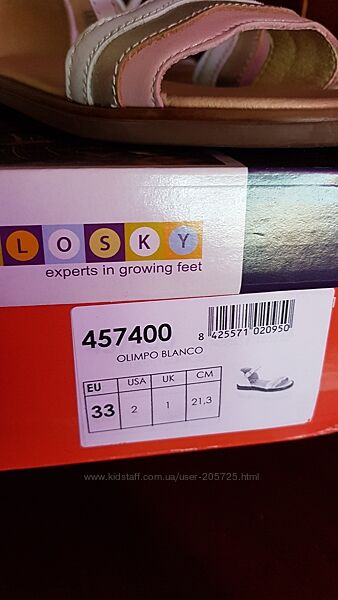 LOSKY
experts in growing feet
457400
OLIMPO BLANCO
8 425571 020950
EU USA UK CM
33 2 1 21,3
www.kidstaff.com.ua/user-205725.html